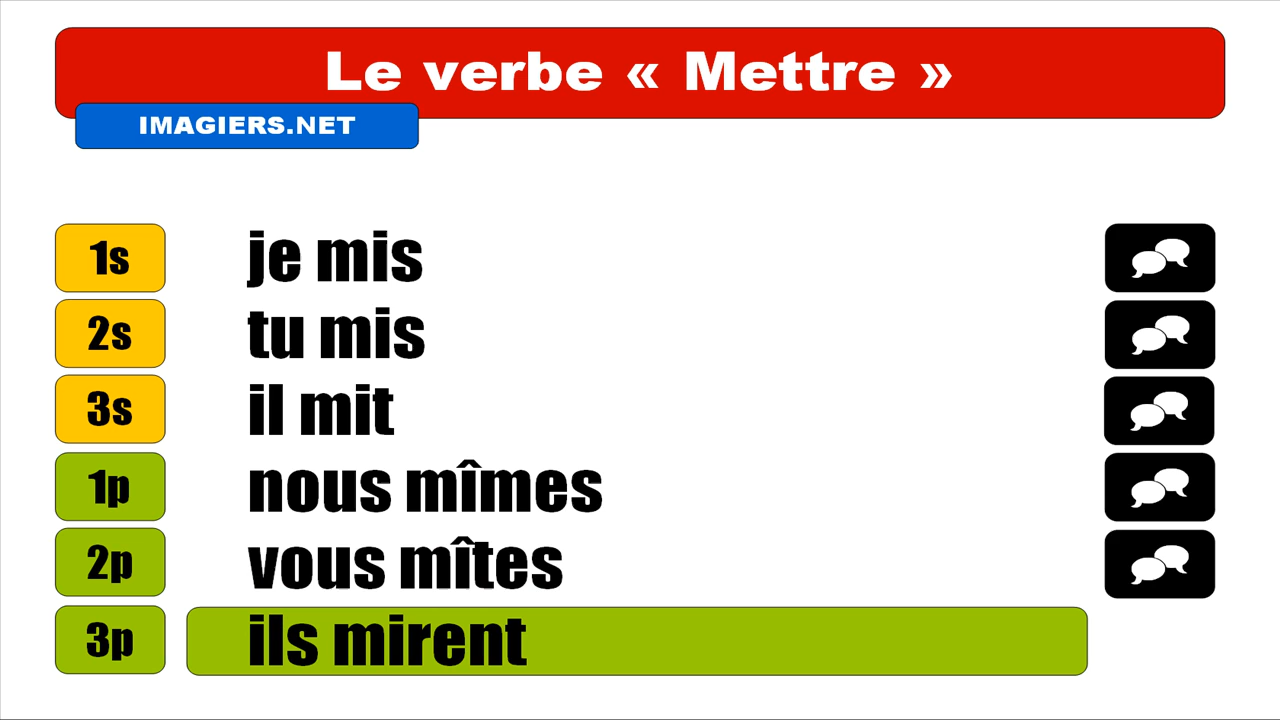 Le verbe « Mettre »
IMAGIERS.NET
1s je mis
2s tu mis
3s il mit
1p nous mîmes
2p vous mîtes
3p ils mirent